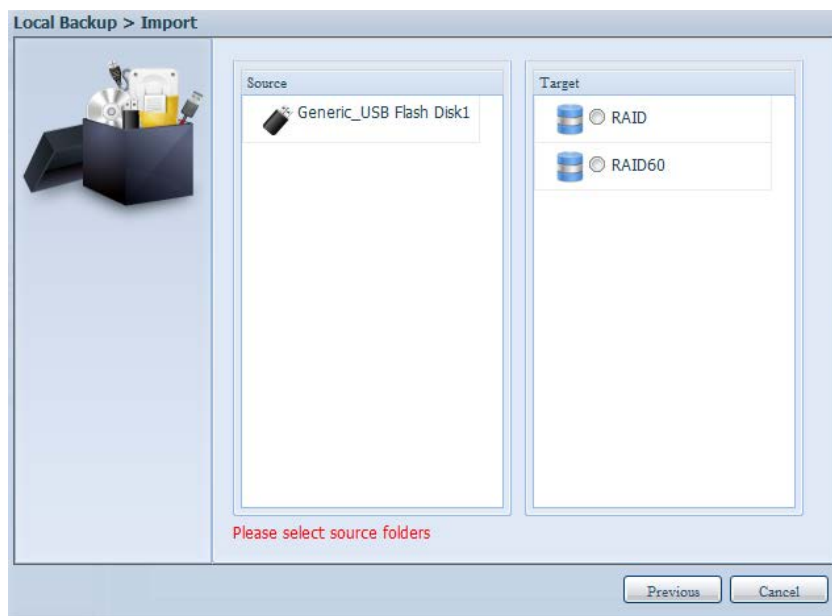 Local Backup > Import
Source
Generic_USB Flash Disk1
Target
RAID
RAID60
Please select source folders
Previous
Cancel